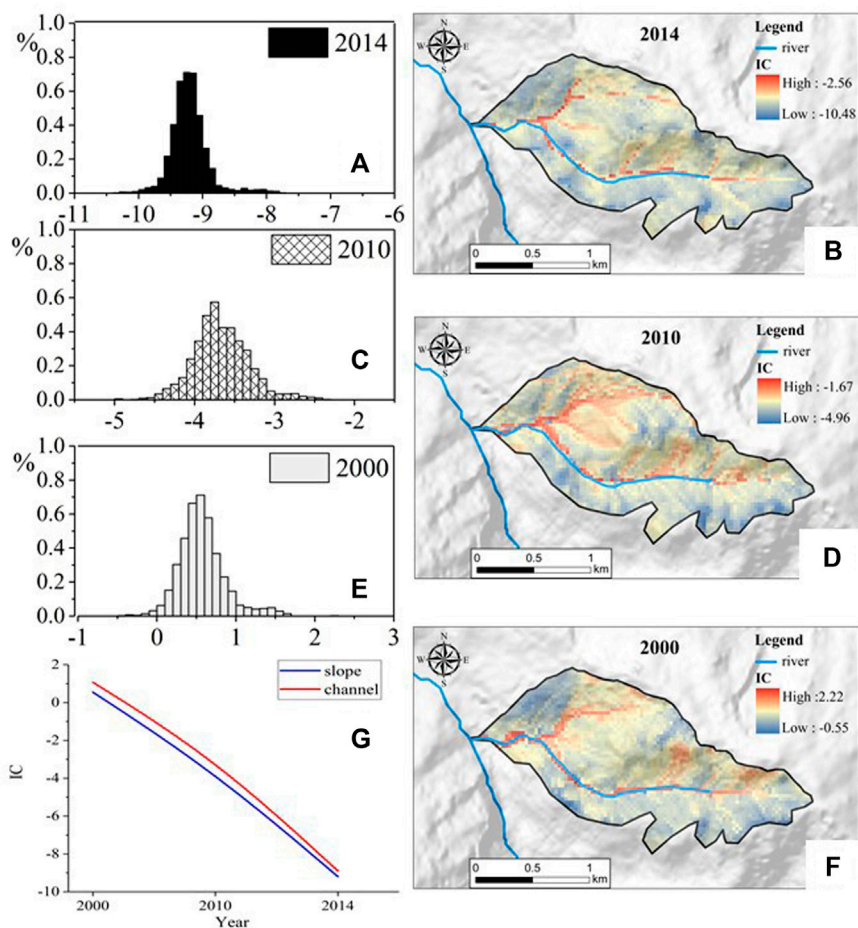 1.0
%
0.8
0.6
0.4
0.2
0.0
2014
A
-11 -10 -9 -8 -7 -6
%
1.0
0.8
0.6
0.4
0.2
0.0
2010
C
-5 -4 -3 -2
1.0
%
0.8
0.6
0.4
0.2
0.0
2000
E
-1 0 1 2 3
2
0
-2
-4
-6
-8
-10
IC
slope
channel
G
2000 2010 2014
Year
2014
N
W E
S
Legend
river
IC
High : -2.56
Low : -10.48
0 0.5 1
km
B
2010
N
W E
S
Legend
river
IC
High : -1.67
Low : -4.96
0 0.5 1
km
D
2000
N
W E
S
Legend
river
IC
High :2.22
Low : -0.55
0 0.5 1
km
F